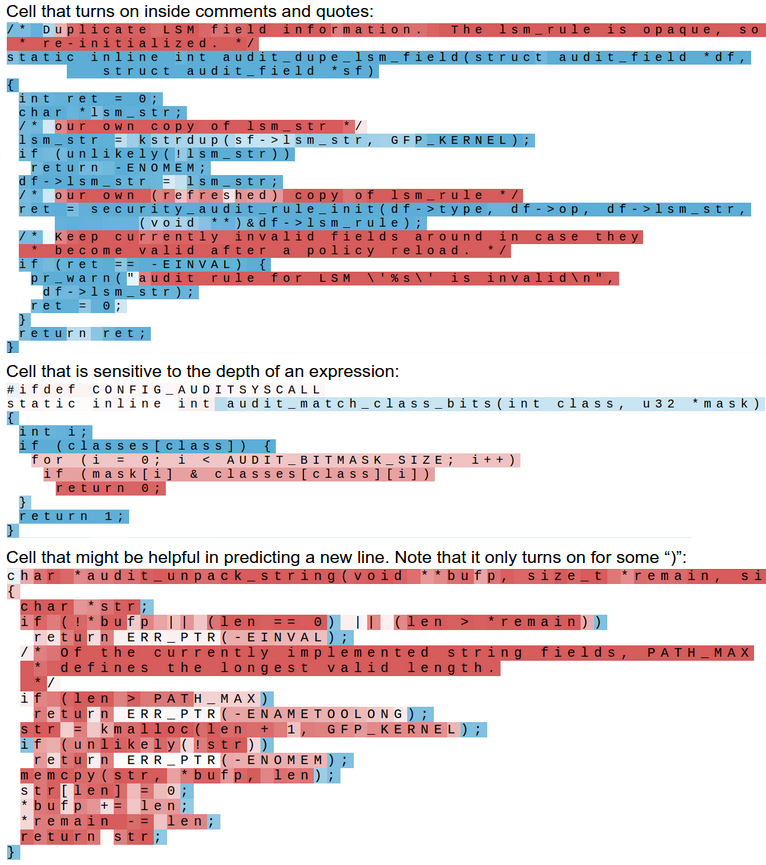 Cell that turns on inside comments and quotes:
/* Duplicate LSM field information.  The lsm_rule is opaque, so
 * re-initialized. */
static inline int audit_dupe_lsm_field(struct audit_field *df,
        struct audit_field *sf)
{
 int ret = 0;
 char *lsm_str;
 /* our own copy of lsm_str */
 lsm_str = kstrdup(sf->lsm_str, GFP_KERNEL);
 if (unlikely(!lsm_str))
  return -ENOMEM;
 df->lsm_str = lsm_str;
 /* our own (refreshed) copy of lsm_rule */
 ret = security_audit_rule_init(df->type, df->op, df->lsm_str,
           (void **)&df->lsm_rule);
 /* Keep currently invalid fields around in case they
  * become valid after a policy reload. */
 if (ret == -EINVAL) {
  pr_warn("audit rule for LSM \'%s\' is invalid\n",
   df->lsm_str);
  ret = 0;
 }
 return ret;
}
Cell that is sensitive to the depth of an expression:
#ifdef CONFIG_AUDITSYSCALL
static inline int audit_match_class_bits(int class, u32 *mask)
{
 int i;
 if (classes[class]) {
  for (i = 0; i < AUDIT_BITMASK_SIZE; i++)
   if (mask[i] & classes[class][i])
    return 0;
 }
 return 1;
}
Cell that might be helpful in predicting a new line. Note that it only turns on for some “)”:
char *audit_unpack_string(void **bufp, size_t *remain, si
{
 char *str;
 if (!*bufp || (len == 0) || (len > *remain))
  return ERR_PTR(-EINVAL);
 /* Of the currently implemented string fields, PATH_MAX
  * defines the longest valid length.
  */
 if (len > PATH_MAX)
  return ERR_PTR(-ENAMETOOLONG);
 str = kmalloc(len + 1, GFP_KERNEL);
 if (unlikely(!str))
  return ERR_PTR(-ENOMEM);
 memcpy(str, *bufp, len);
 str[len] = 0;
 *bufp += len;
 *remain -= len;
 return str;
}